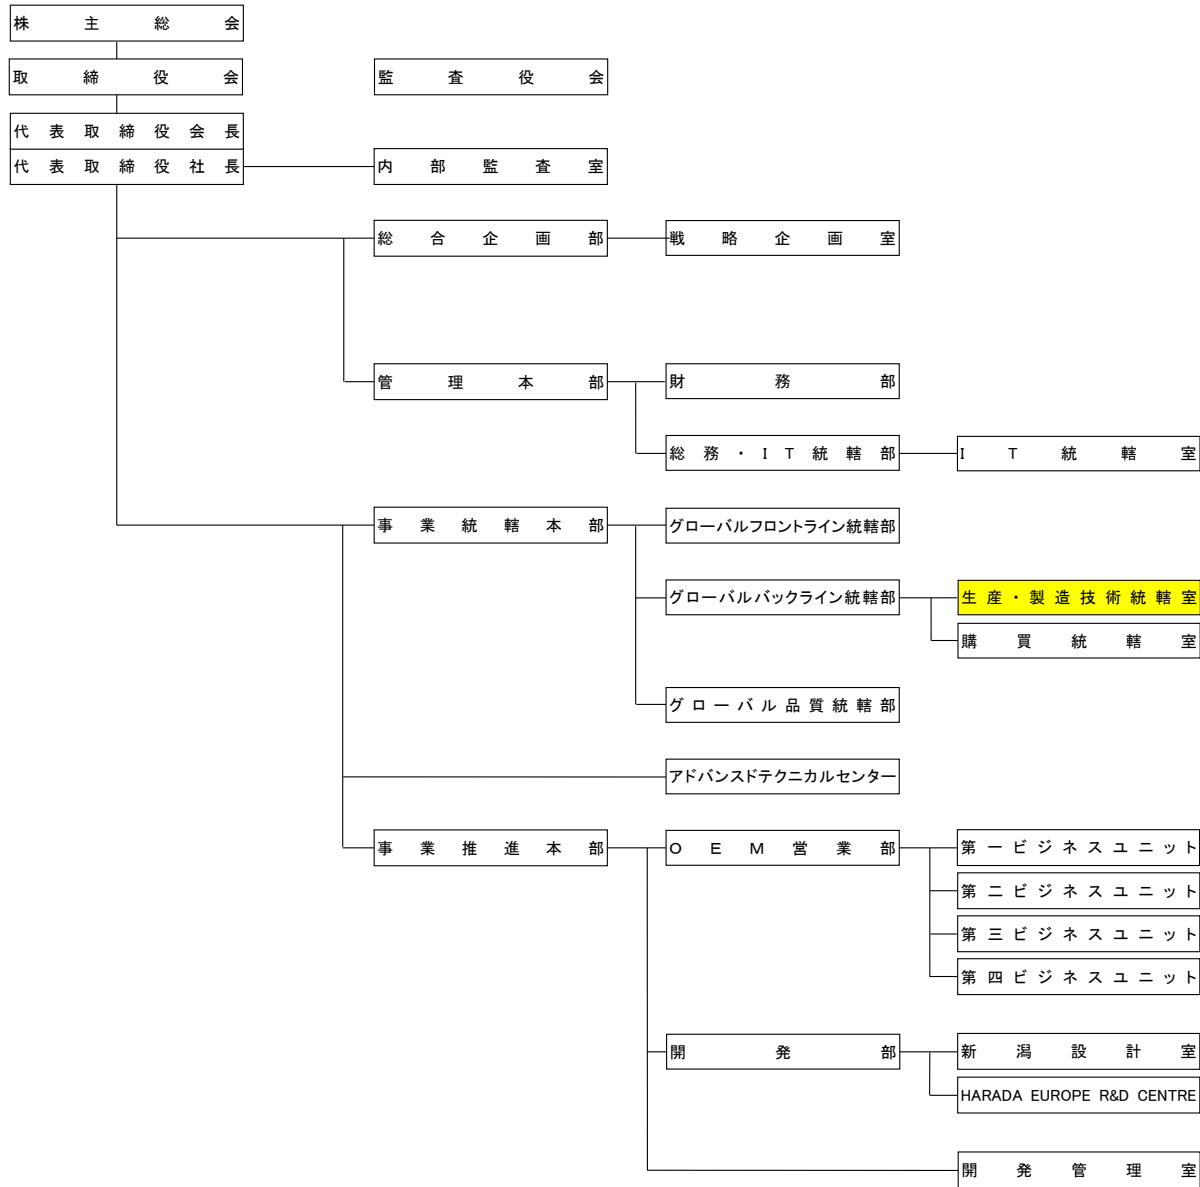 株主総会
取締役会
監査役会
代表取締役会長
代表取締役社長
内部監査室
総合企画部
戦略企画室
管理本部
財務部
総務・IT統轄部
IT統轄室
事業統轄本部
グローバルフロントライン統轄部
グローバルバックライン統轄部
生産・製造技術統轄室
購買統轄室
グローバル品質統轄部
アドバンスドテクニカルセンター
事業推進本部
OEM営業部
第一ビジネスユニット
第二ビジネスユニット
第三ビジネスユニット
第四ビジネスユニット
開発部
新潟設計室
HARADA EUROPE R&D CENTRE
開発管理室